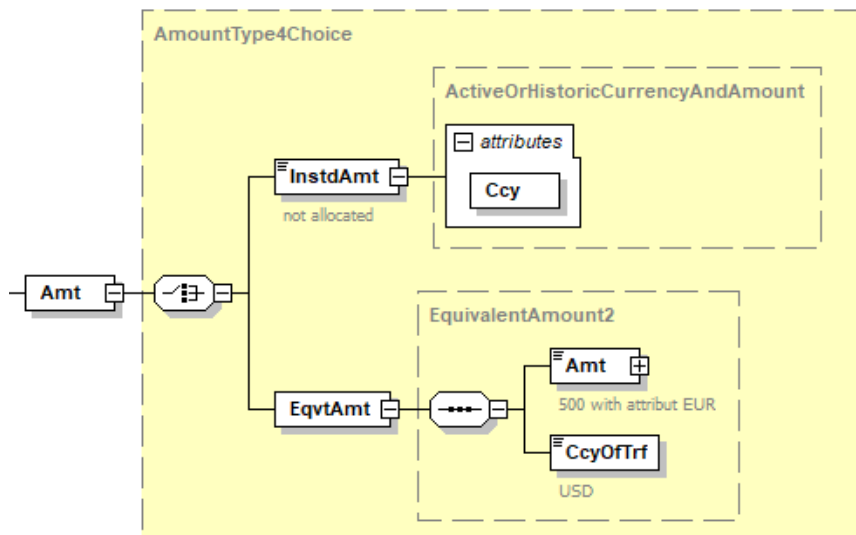 AmountType4Choice
ActiveOrHistoricCurrencyAndAmount
attributes
InstdAmt
Ccy
not allocated
Amt
EquivalentAmount2
Amt
500 with attribut EUR
EqvtAmt
CcyOfTrf
USD